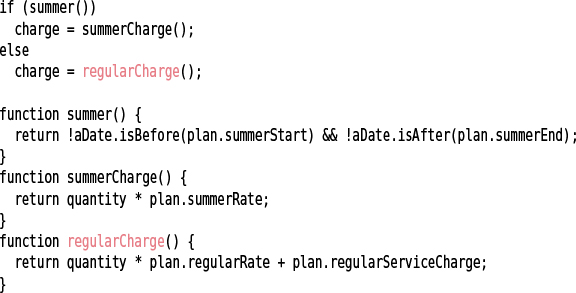 if (summer())
  charge = summerCharge();
else
  charge = regularCharge();

function summer() {
  return !aDate.isBefore(plan.summerStart) && !aDate.isAfter(plan.summerEnd);
}
function summerCharge() {
  return quantity * plan.summerRate;
}
function regularCharge() {
  return quantity * plan.regularRate + plan.regularServiceCharge;
}